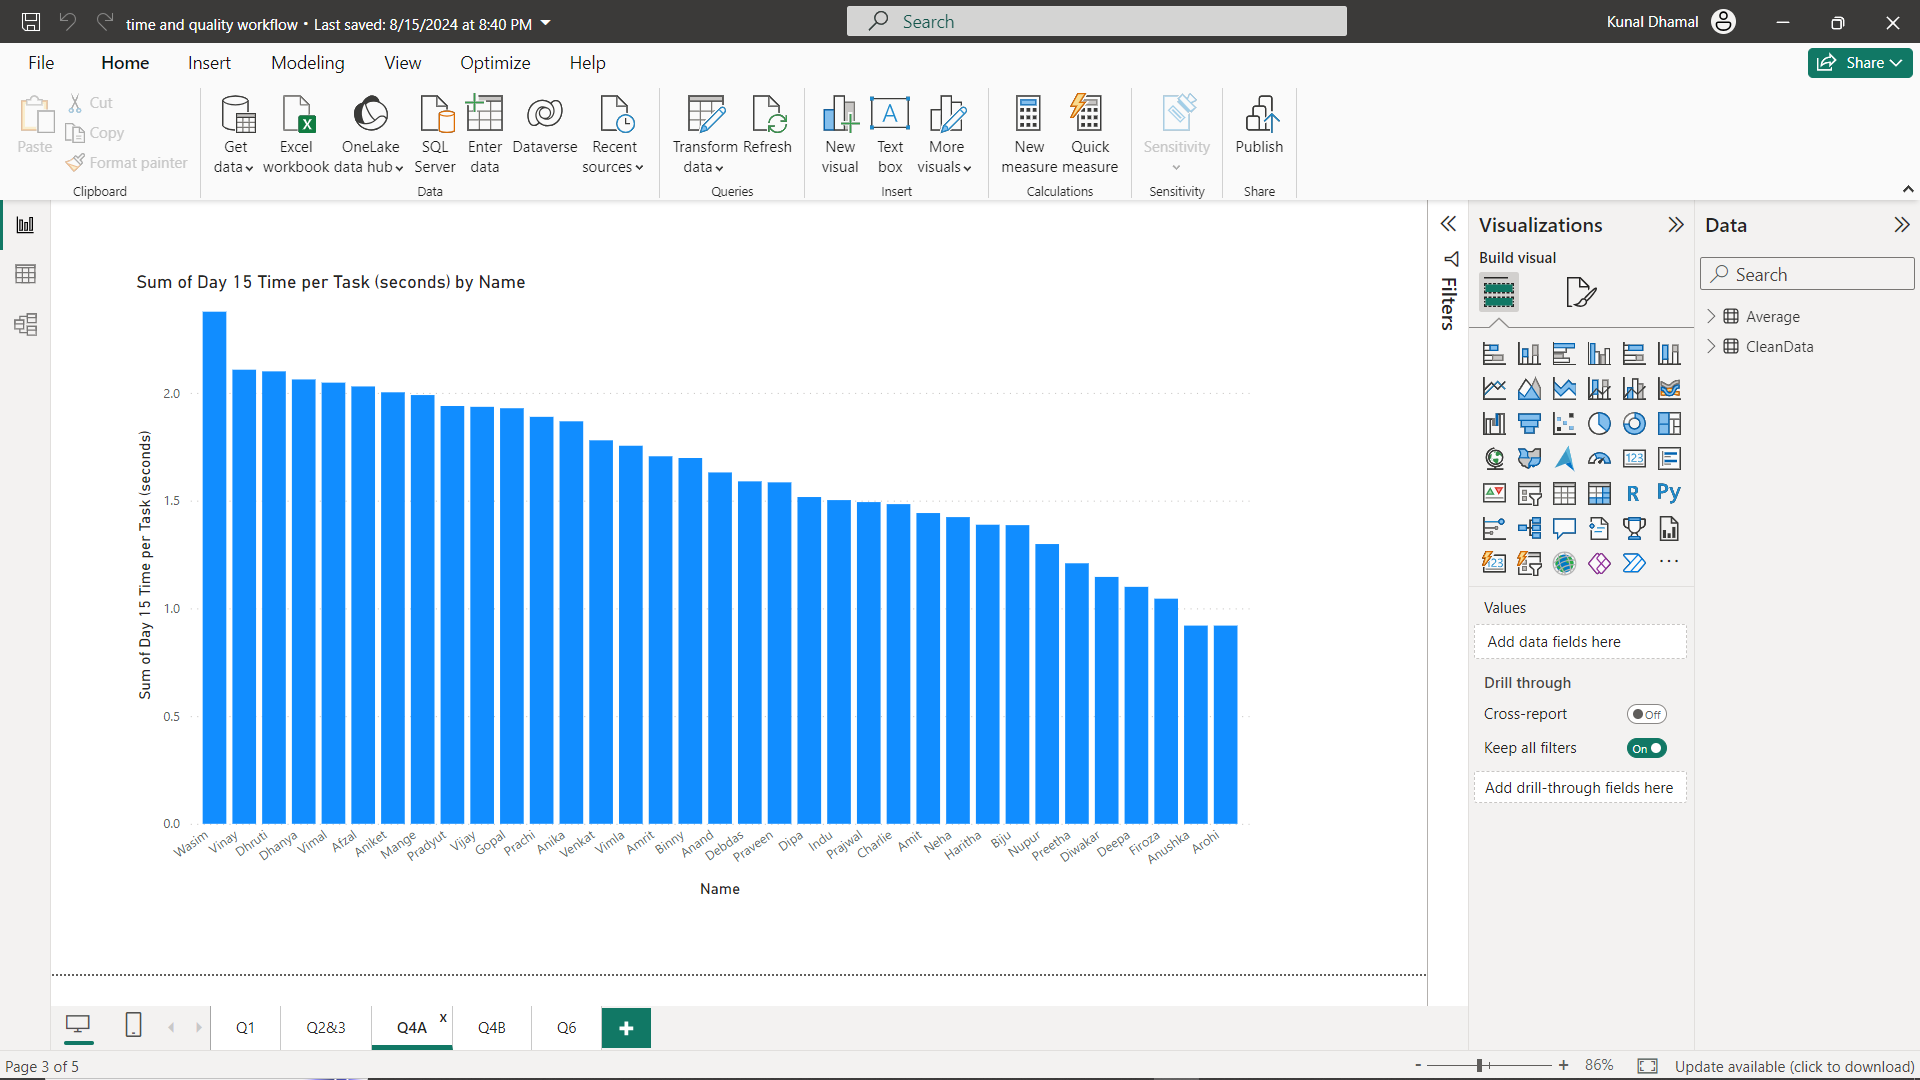 time and quality workflow • Last saved: 8/15/2024 at 8:40 PM
Search
Kunal Dhamal
File
Home
Insert
Modeling
View
Optimize
Help
Share
Paste
Cut
Copy
Format painter
Clipboard
Get data
Excel workbook
OneLake data hub
SQL Server
Enter data
Dataverse
Recent sources
Data
Transform data
Refresh
Queries
New visual
Text box
More visuals
Insert
New measure
Quick measure
Calculations
Sensitivity
Sensitivity
Publish
Share
Sum of Day 15 Time per Task (seconds) by Name
Sum of Day 15 Time per Task (seconds)
2.0
1.5
1.0
0.5
0.0
Wasim
Vinay
Dhruti
Dhanya
Vimal
Afzal
Aniket
Mange
Pradyut
Vijay
Gopal
Prachi
Anika
Venkat
Vimla
Amrit
Binny
Anand
Debdas
Praveen
Dipa
Indu
Prajwal
Charlie
Amit
Neha
Haritha
Biju
Nupur
Preetha
Diwakar
Deepa
Firoza
Anushka
Arohi
Name
Filters
Visualizations
Build visual
123
R
Py
123
Values
Add data fields here
Drill through
Cross-report
Off
Keep all filters
On
Add drill-through fields here
Data
Search
Average
CleanData
Q1
Q2&3
Q4A
x
Q4B
Q6
+
Page 3 of 5
-
+
86%
Update available (click to download)